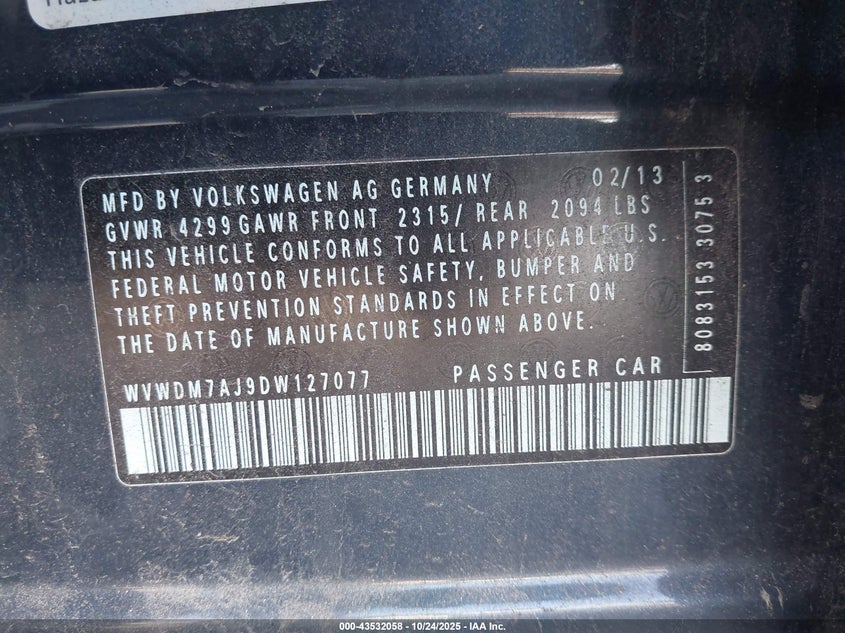 MFD BY VOLKSWAGEN AG GERMANY 02/13
GVWR 4299 GAWR FRONT 2315/ REAR 2094 LBS
THIS VEHICLE CONFORMS TO ALL APPLICABLE U.S.
FEDERAL MOTOR VEHICLE SAFETY, BUMPER AND
THEFT PREVENTION STANDARDS IN EFFECT ON
THE DATE OF MANUFACTURE SHOWN ABOVE.
WVWDM7AJ9DW127077 PASSENGER CAR
8083153 3075 3
000-43532058 - 10/24/2025 - IAA Inc.